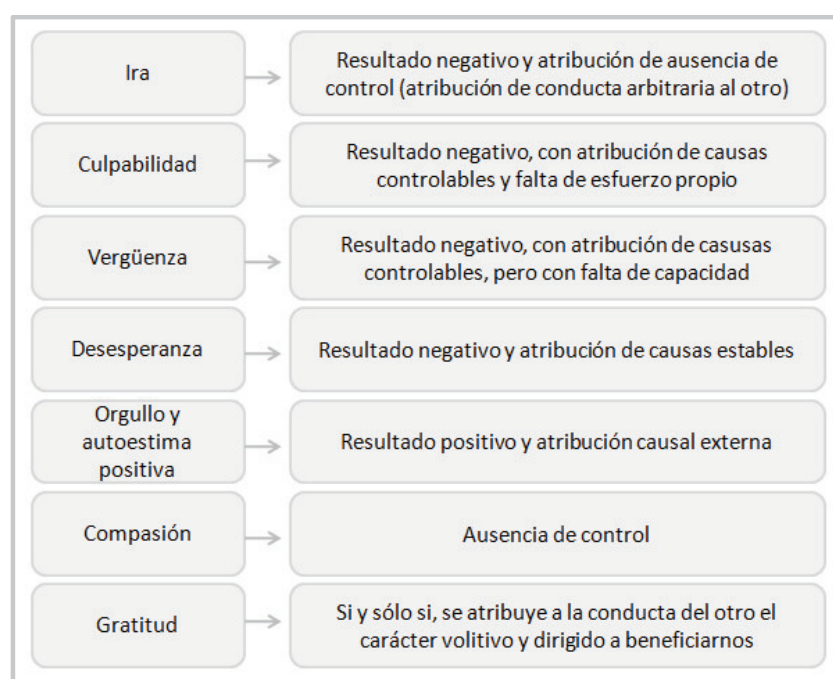 Ira
Resultado negativo y atribución de ausencia de
control (atribución de conducta arbitraria al otro)
Culpabilidad
Resultado negativo, con atribución de causas
controlables y falta de esfuerzo propio
Vergüenza
Resultado negativo, con atribución de casusas
controlables, pero con falta de capacidad
Desesperanza
Resultado negativo y atribución de causas estables
Orgullo y
autoestima
positiva
Resultado positivo y atribución causal externa
Compasión
Ausencia de control
Gratitud
Si y sólo si, se atribuye a la conducta del otro el
carácter volitivo y dirigido a beneficiarnos